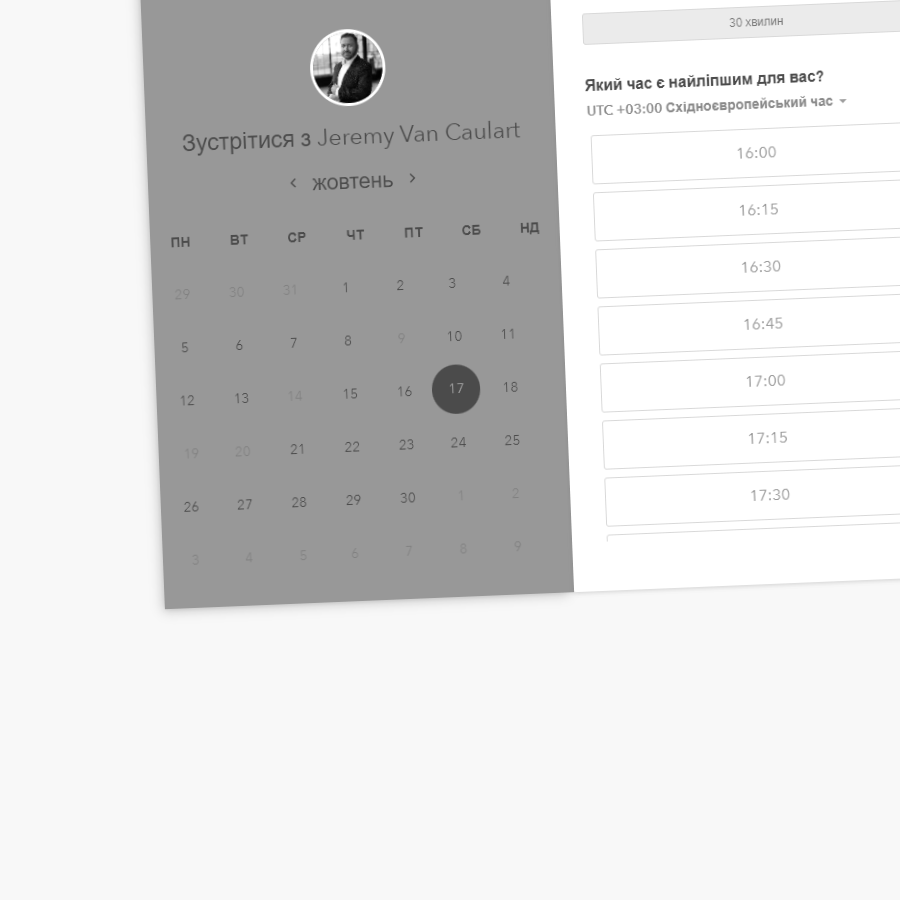 Зустрітися з Jeremy Van Caulart
‹ жовтень ›
ПН ВТ СР ЧТ ПТ СБ НД
29 30 31 1 2 3 4
5 6 7 8 9 10 11
12 13 14 15 16 17 18
19 20 21 22 23 24 25
26 27 28 29 30 1 2
3 4 5 6 7 8 9
30 хвилин
Який час є найліпшим для вас?
UTC +03:00 Східноєвропейський час
16:00
16:15
16:30
16:45
17:00
17:15
17:30